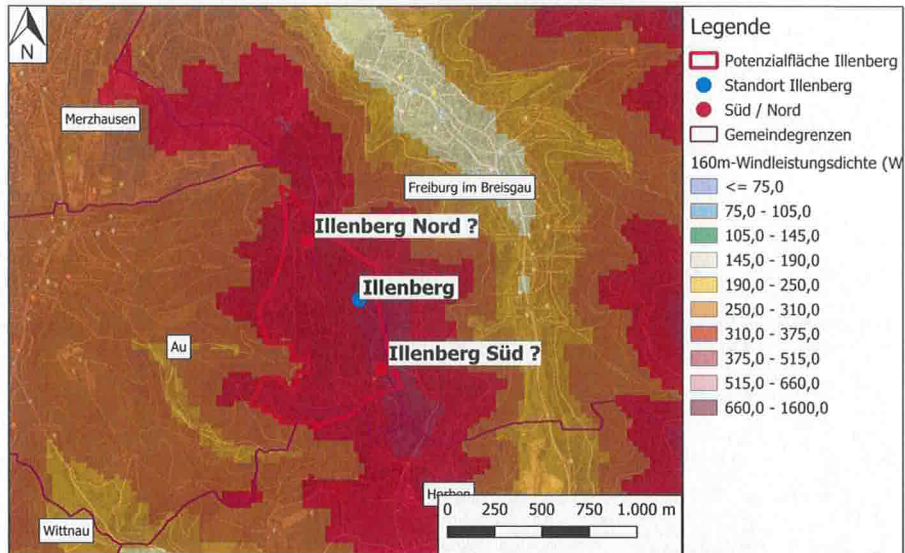 N
Merzhausen
Freiburg im Breisgau
Illenberg Nord ?
Illenberg
Au
Illenberg Süd ?
Wittnau
0 250 500 750 1.000 m
Legende
Potenzialfläche Illenberg
Standort Illenberg
Süd / Nord
Gemeindegrenzen
160m-Windleistungsdichte (W
<= 75,0
75,0 - 105,0
105,0 - 145,0
145,0 - 190,0
190,0 - 250,0
250,0 - 310,0
310,0 - 375,0
375,0 - 515,0
515,0 - 660,0
660,0 - 1600,0